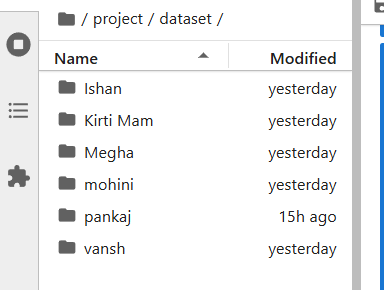 / project / dataset /
Name Modified
Ishan yesterday
Kirti Mam yesterday
Megha yesterday
mohini yesterday
pankaj 15h ago
vansh yesterday